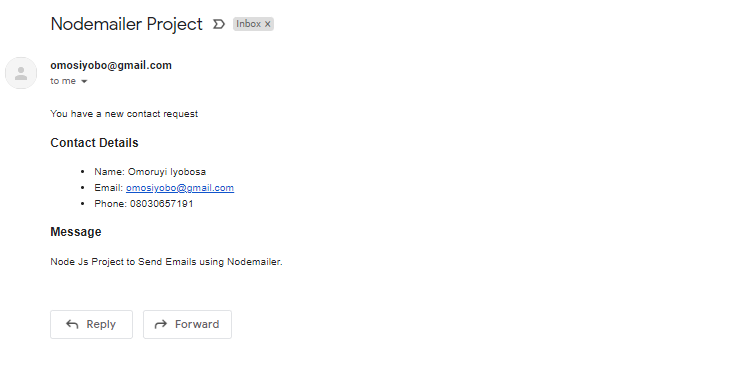 Nodemailer Project Inbox x
omosiyobo@gmail.com
to me
You have a new contact request
Contact Details
• Name: Omoruyi Iyobosa
• Email: omosiyobo@gmail.com
• Phone: 08030657191
Message
Node Js Project to Send Emails using Nodemailer.
Reply Forward